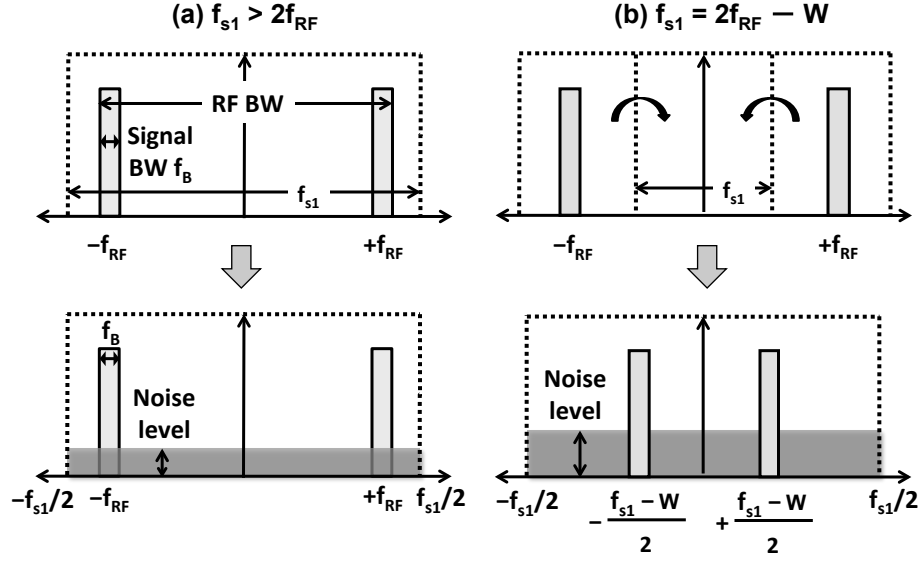 (a) fs1 > 2fRF
(b) fs1 = 2fRF – W
RF BW
Signal
BW fB
fs1
–fRF
+fRF
fs1
–fRF
+fRF
fB
Noise
level
–fs1/2
–fRF
+fRF
fs1/2
Noise
level
–fs1/2
– fs1 – W
2
+ fs1 – W
2
fs1/2